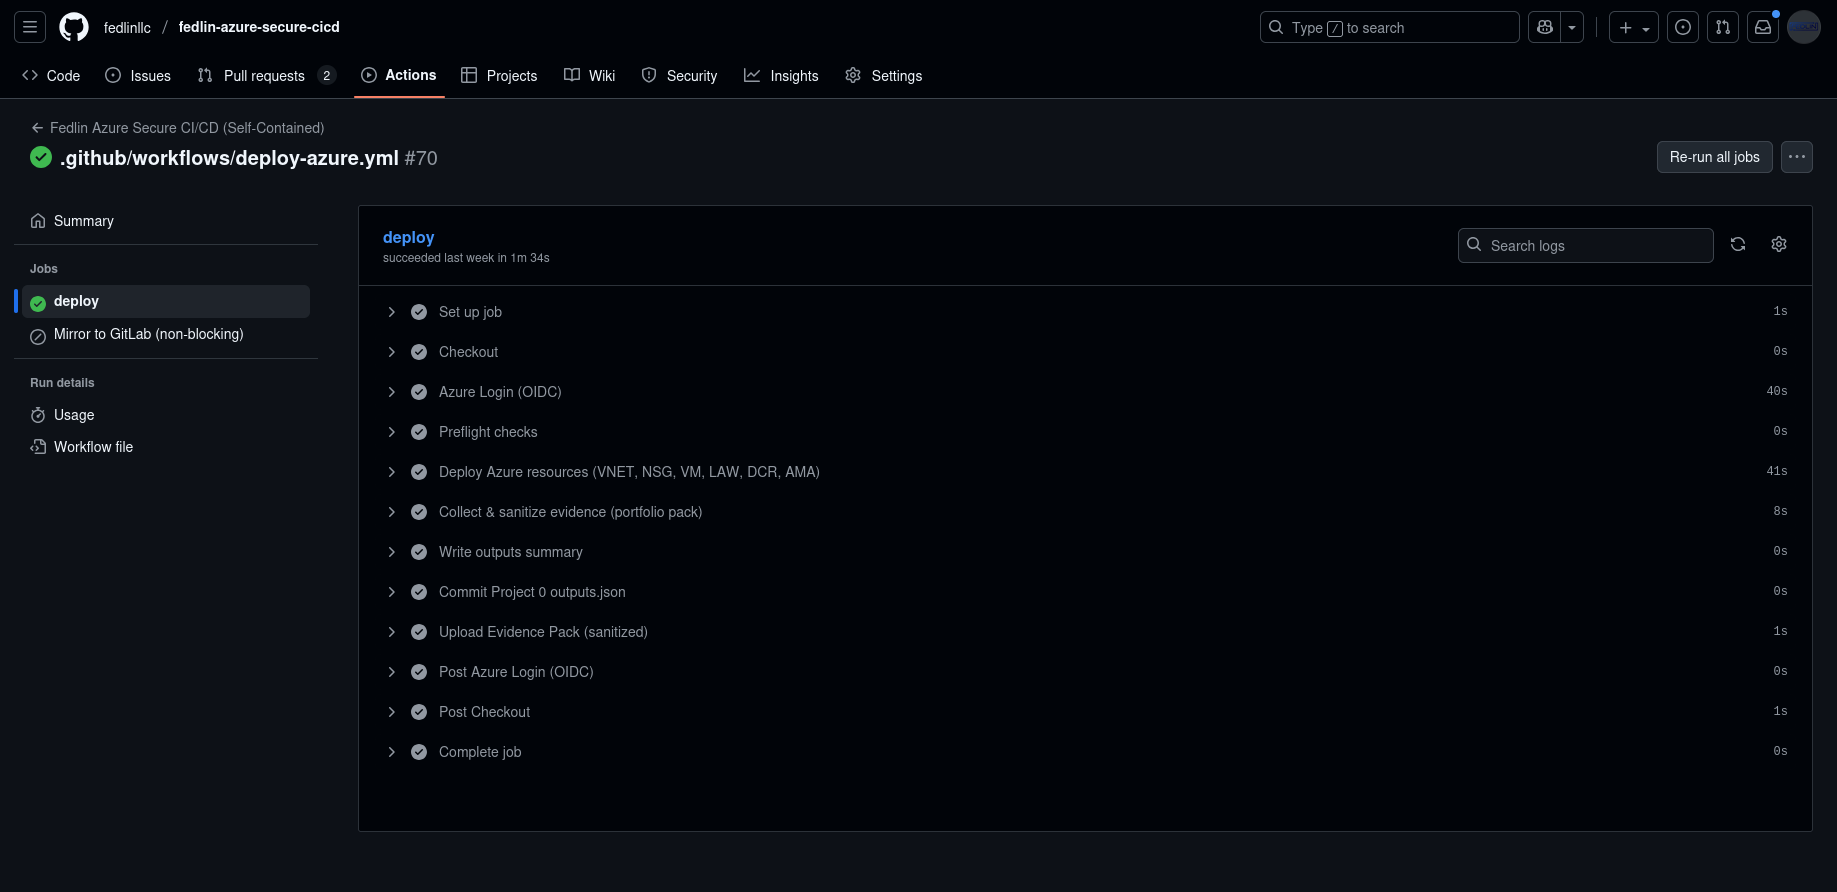 fedlinllc / fedlin-azure-secure-cicd
Type / to search
Code
Issues
Pull requests 2
Actions
Projects
Wiki
Security
Insights
Settings
Fedlin Azure Secure CI/CD (Self-Contained)
.github/workflows/deploy-azure.yml #70
Re-run all jobs
Summary
Jobs
deploy
Mirror to GitLab (non-blocking)
Run details
Usage
Workflow file
deploy
succeeded last week in 1m 34s
Search logs
Set up job 1s
Checkout 0s
Azure Login (OIDC) 40s
Preflight checks 0s
Deploy Azure resources (VNET, NSG, VM, LAW, DCR, AMA) 41s
Collect & sanitize evidence (portfolio pack) 8s
Write outputs summary 0s
Commit Project 0 outputs.json 0s
Upload Evidence Pack (sanitized) 1s
Post Azure Login (OIDC) 0s
Post Checkout 1s
Complete job 0s